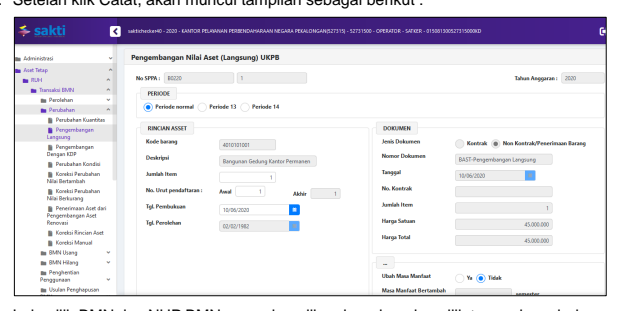 Setelah klik Catat, akan muncul tampilan sebagai berikut :
sakti
saktichecker40 - 2020 - KANTOR PELAYANAN PERBENDAHARAAN NEGARA PEKALONGAN(527315) - 52731500 - OPERATOR - SATKER - 015081300527315000KD
Administrasi
Aset Tetap
RUH
Transaksi BMN
Perolehan
Perubahan
Perubahan Kuantitas
Pengembangan
Langsung
Pengembangan
Dengan KDP
Perubahan Kondisi
Koreksi Perubahan
Nilai Bertambah
Koreksi Perubahan
Nilai Berkurang
Penerimaan Aset dari
Pengembangan Aset
Renovasi
Koreksi Rincian Aset
Koreksi Manual
BMN Usang
BMN Hilang
Penghentian
Penggunaan
Usulan Penghapusan
Pengembangan Nilai Aset (Langsung) UKPB
No SPPA : B0220 1 Tahun Anggaran : 2020
PERIODE
Periode normal Periode 13 Periode 14
RINCIAN ASSET
Kode barang 4010101001
Deskripsi Bangunan Gedung Kantor Permanen
Jumlah Item 1
No. Urut pendaftaran : Awal 1 Akhir 1
Tgl. Pembukuan 10/06/2020
Tgl. Perolehan 02/02/1982
DOKUMEN
Jenis Dokumen Kontrak Non Kontrak/Penerimaan Barang
Nomor Dokumen BAST-Pengembangan Langsung
Tanggal 10/06/2020
No. Kontrak
Jumlah Item 1
Harga Satuan 45.000.000
Harga Total 45.000.000
...
Ubah Masa Manfaat Ya Tidak
Masa Manfaat Bertambah semester